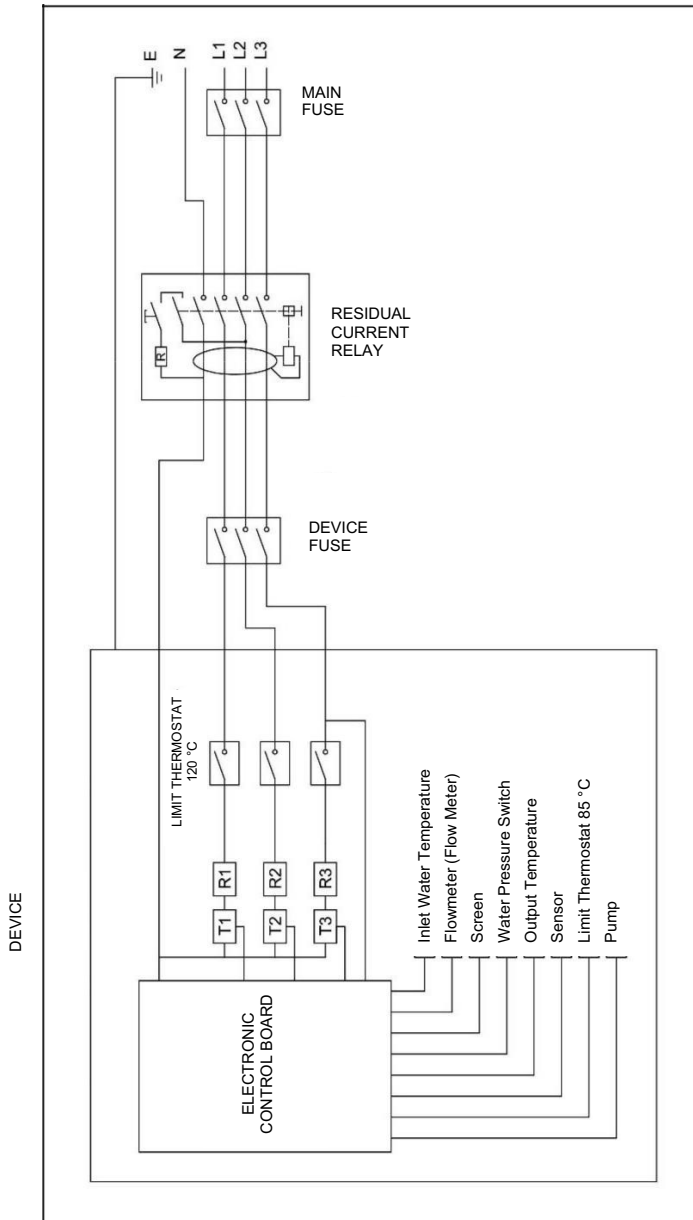 DEVICE
E
N
L1
L2
L3
MAIN
FUSE
R
RESIDUAL
CURRENT
RELAY
DEVICE
FUSE
LIMIT THERMOSTAT
120 °C
R1
R2
R3
T1
T2
T3
ELECTRONIC
CONTROL BOARD
Inlet Water Temperature
Flowmeter (Flow Meter)
Screen
Water Pressure Switch
Output Temperature
Sensor
Limit Thermostat 85 °C
Pump